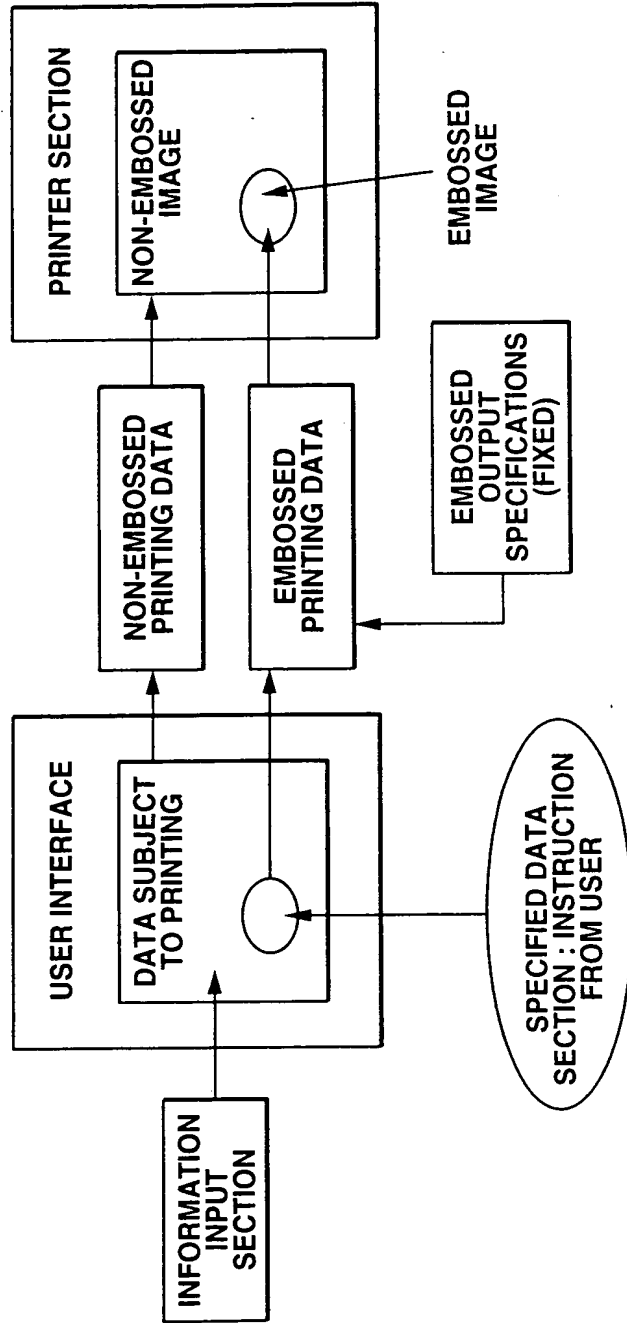 INFORMATION
INPUT
SECTION
USER INTERFACE
DATA SUBJECT
TO PRINTING
SPECIFIED DATA
SECTION : INSTRUCTION
FROM USER
NON-EMBOSSED
PRINTING DATA
EMBOSSED
PRINTING DATA
EMBOSSED
OUTPUT
SPECIFICATIONS
(FIXED)
PRINTER SECTION
NON-EMBOSSED
IMAGE
EMBOSSED
IMAGE